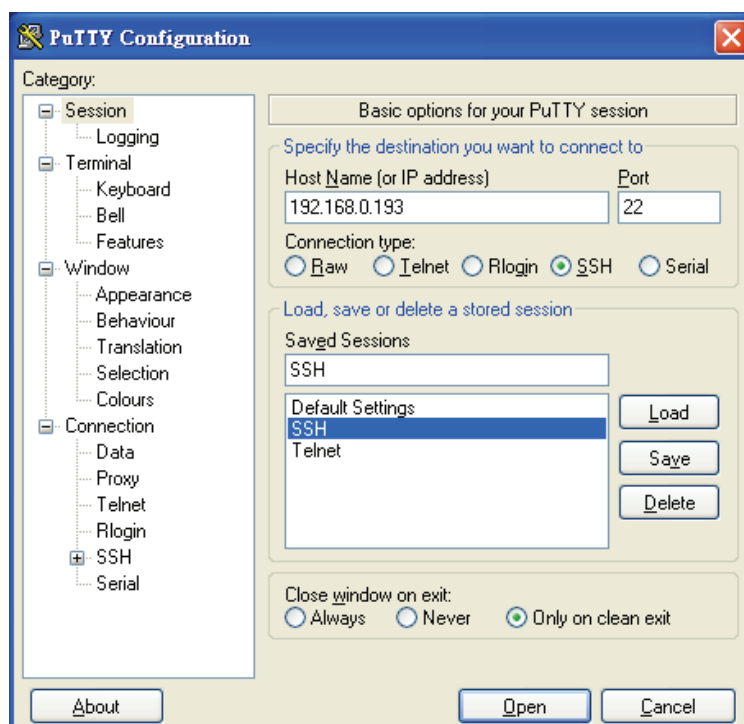 PuTTY Configuration
Category:
Session
Logging
Terminal
Keyboard
Bell
Features
Window
Appearance
Behaviour
Translation
Selection
Colours
Connection
Data
Proxy
Telnet
Rlogin
SSH
Serial
Basic options for your PuTTY session
Specify the destination you want to connect to
Host Name (or IP address) Port
192.168.0.193 22
Connection type:
Raw Telnet Rlogin SSH Serial
Load, save or delete a stored session
Saved Sessions
SSH
Default Settings
SSH
Telnet
Load
Save
Delete
Close window on exit:
Always Never Only on clean exit
About Open Cancel